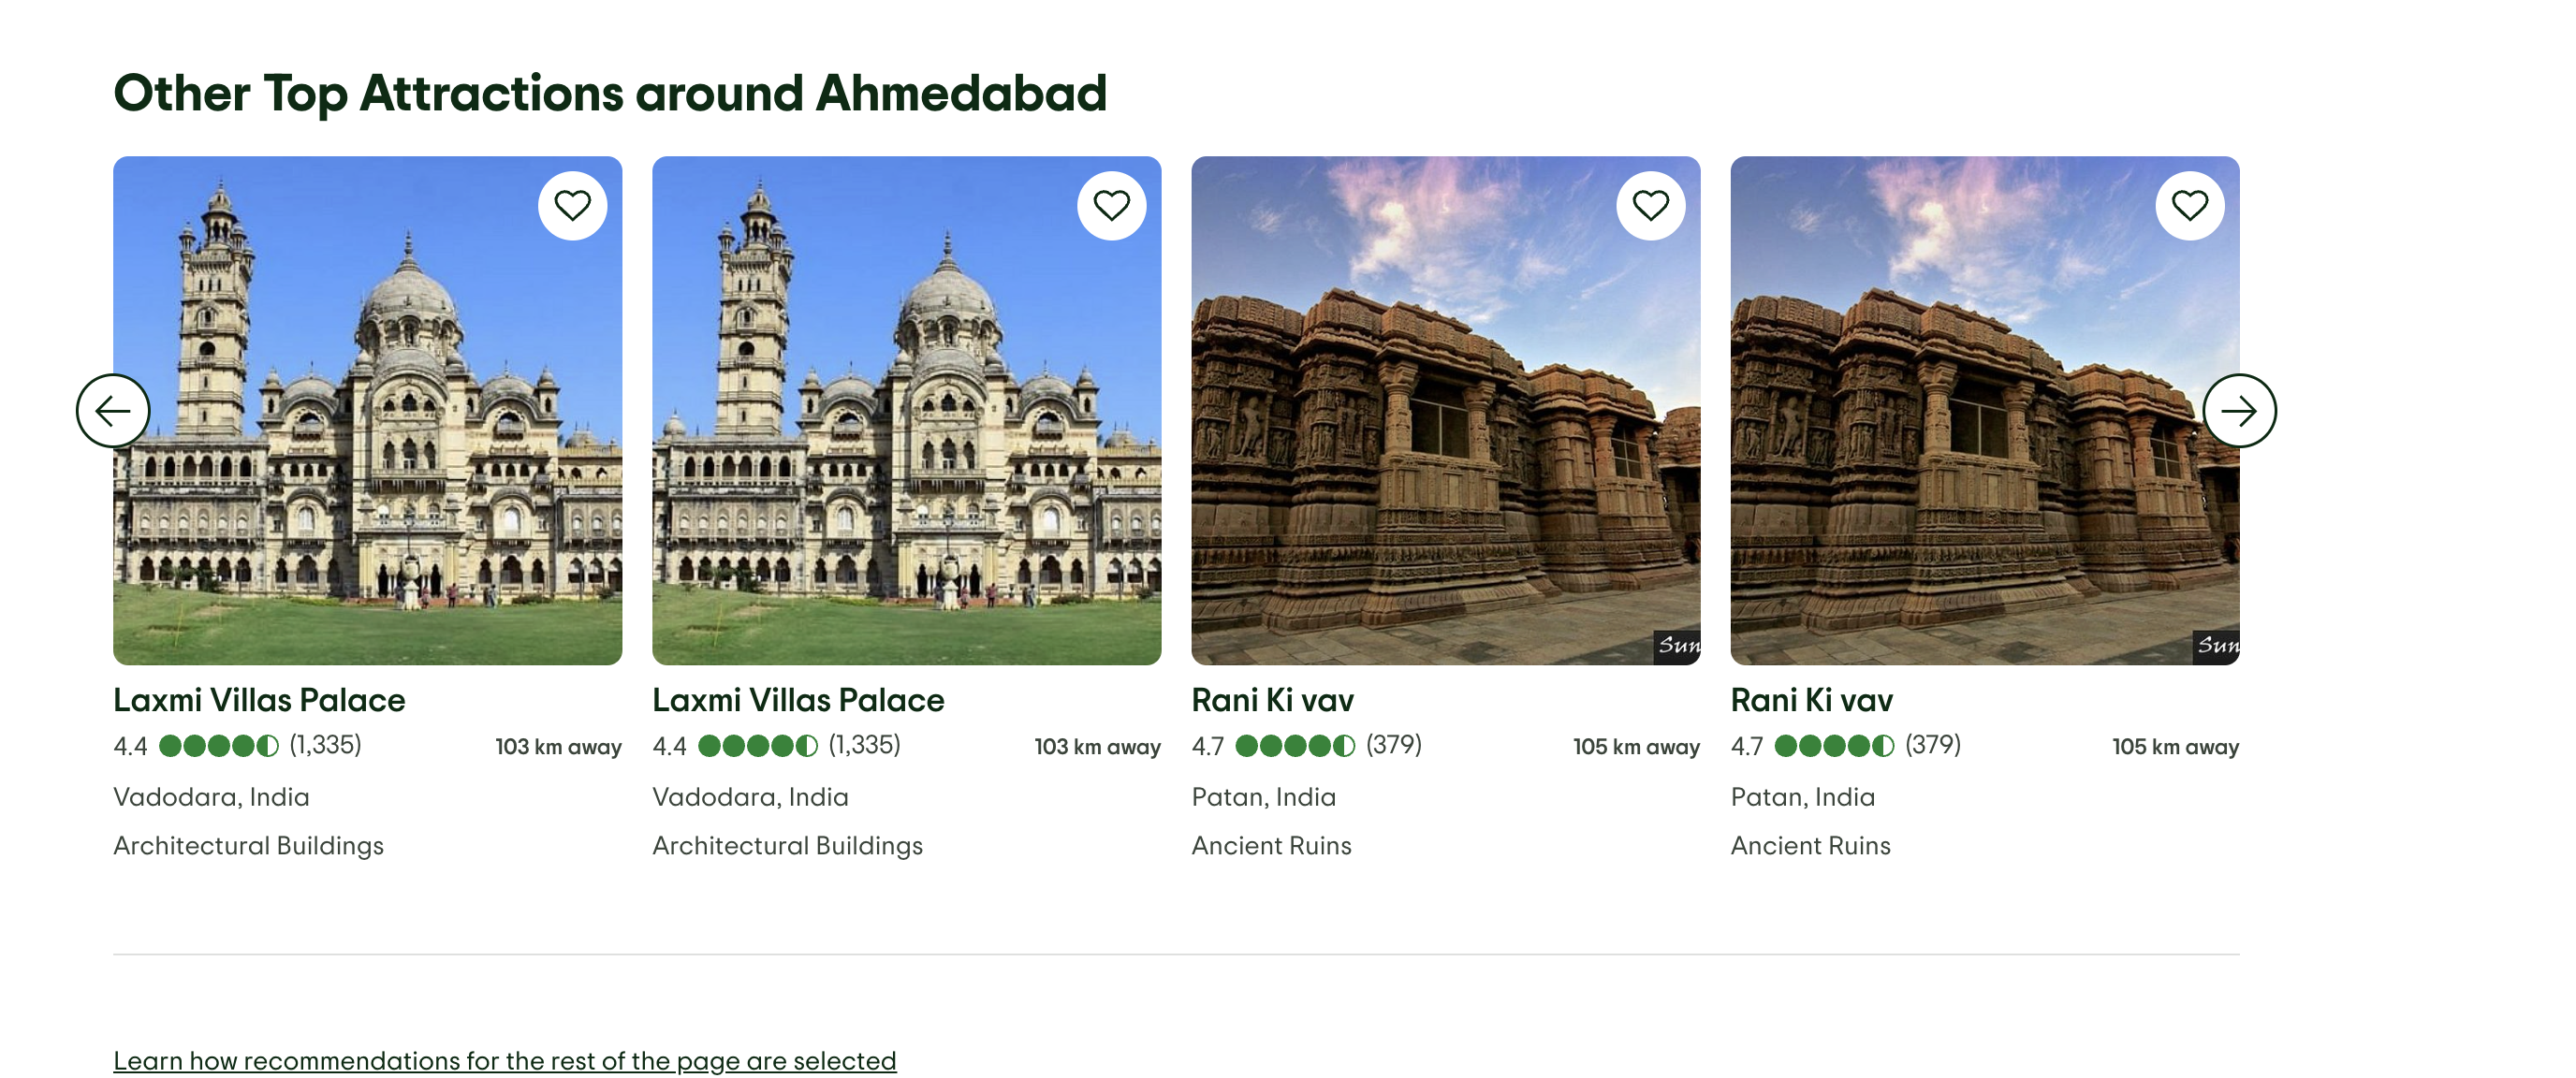 Other Top Attractions around Ahmedabad
Sun
Sun
Laxmi Villas Palace
4.4 (1,335) 103 km away
Vadodara, India
Architectural Buildings
Laxmi Villas Palace
4.4 (1,335) 103 km away
Vadodara, India
Architectural Buildings
Rani Ki vav
4.7 (379) 105 km away
Patan, India
Ancient Ruins
Rani Ki vav
4.7 (379) 105 km away
Patan, India
Ancient Ruins
Learn how recommendations for the rest of the page are selected